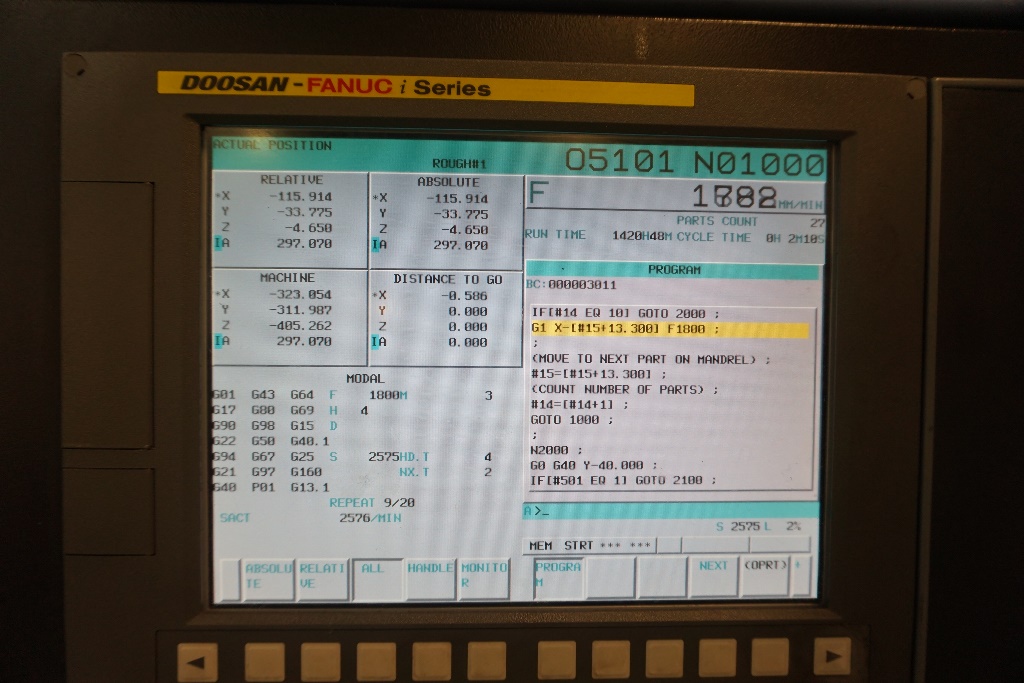 DOOSAN-FANUC i Series
ACTUAL POSITION
ROUGH#1
O5101 N01000
RELATIVE
*X -115.914
Y -33.775
Z -4.650
IA 297.070
ABSOLUTE
*X -115.914
Y -33.775
Z -4.650
IA 297.070
F MM/MIN
PARTS COUNT 27
RUN TIME 1420H48M CYCLE TIME 0H 2M10S
MACHINE
*X -323.054
Y -311.987
Z -405.262
IA 297.070
DISTANCE TO GO
*X -0.586
Y 0.000
Z 0.000
IA 0.000
PROGRAM
BC:000003011
IF[#14 EQ 10] GOTO 2000 ;
G1 X-[#15+13.300] F1800 ;
;
(MOVE TO NEXT PART ON MANDREL) ;
#15=[#15+13.300] ;
(COUNT NUMBER OF PARTS) ;
#14=[#14+1] ;
GOTO 1000 ;
;
N2000 ;
G0 G40 Y-40.000 ;
IF[#501 EQ 1] GOTO 2100 ;
MODAL
G01 G43 G64 F 1800M 3
G17 G80 G69 H 4
G90 G98 G15 D
G22 G50 G40.1
G94 G67 G25 S 2575HD.T 4
G21 G97 G160 NX.T 2
G40 P01 G13.1
REPEAT 9/20
SACT 2576/MIN
A>_
S 2575 L 2%
MEM STRT *** ***
ABSOLUTE
RELATIVE
ALL
HANDLE
MONITOR
PROGRAM
NEXT
(OPRT)
+